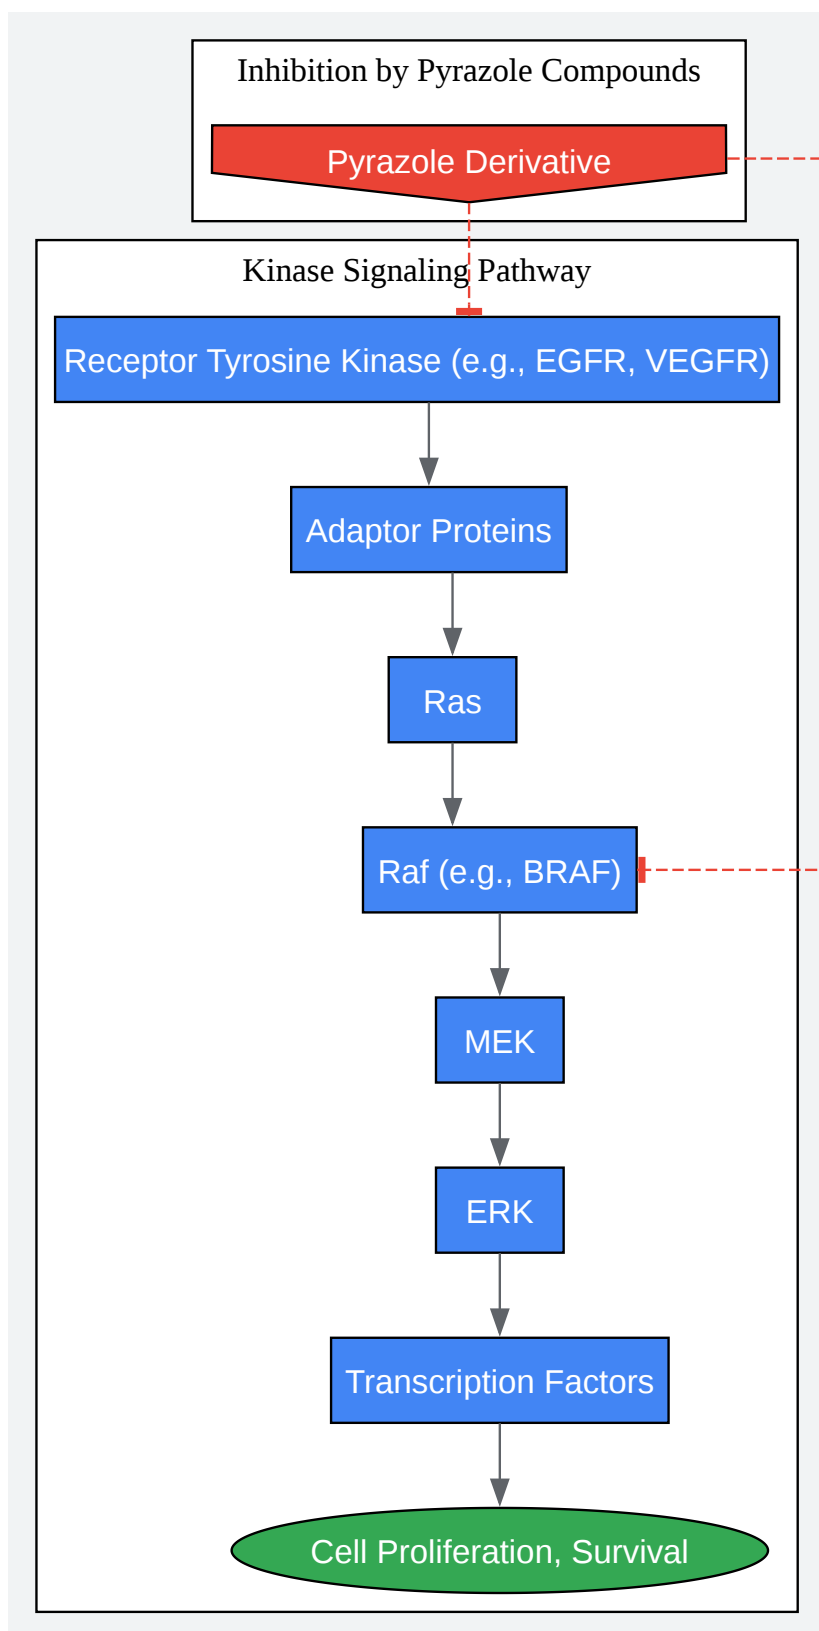 Inhibition by Pyrazole Compounds
Pyrazole Derivative
Kinase Signaling Pathway
Receptor Tyrosine Kinase (e.g., EGFR, VEGFR)
Adaptor Proteins
Ras
Raf (e.g., BRAF)
MEK
ERK
Transcription Factors
Cell Proliferation, Survival